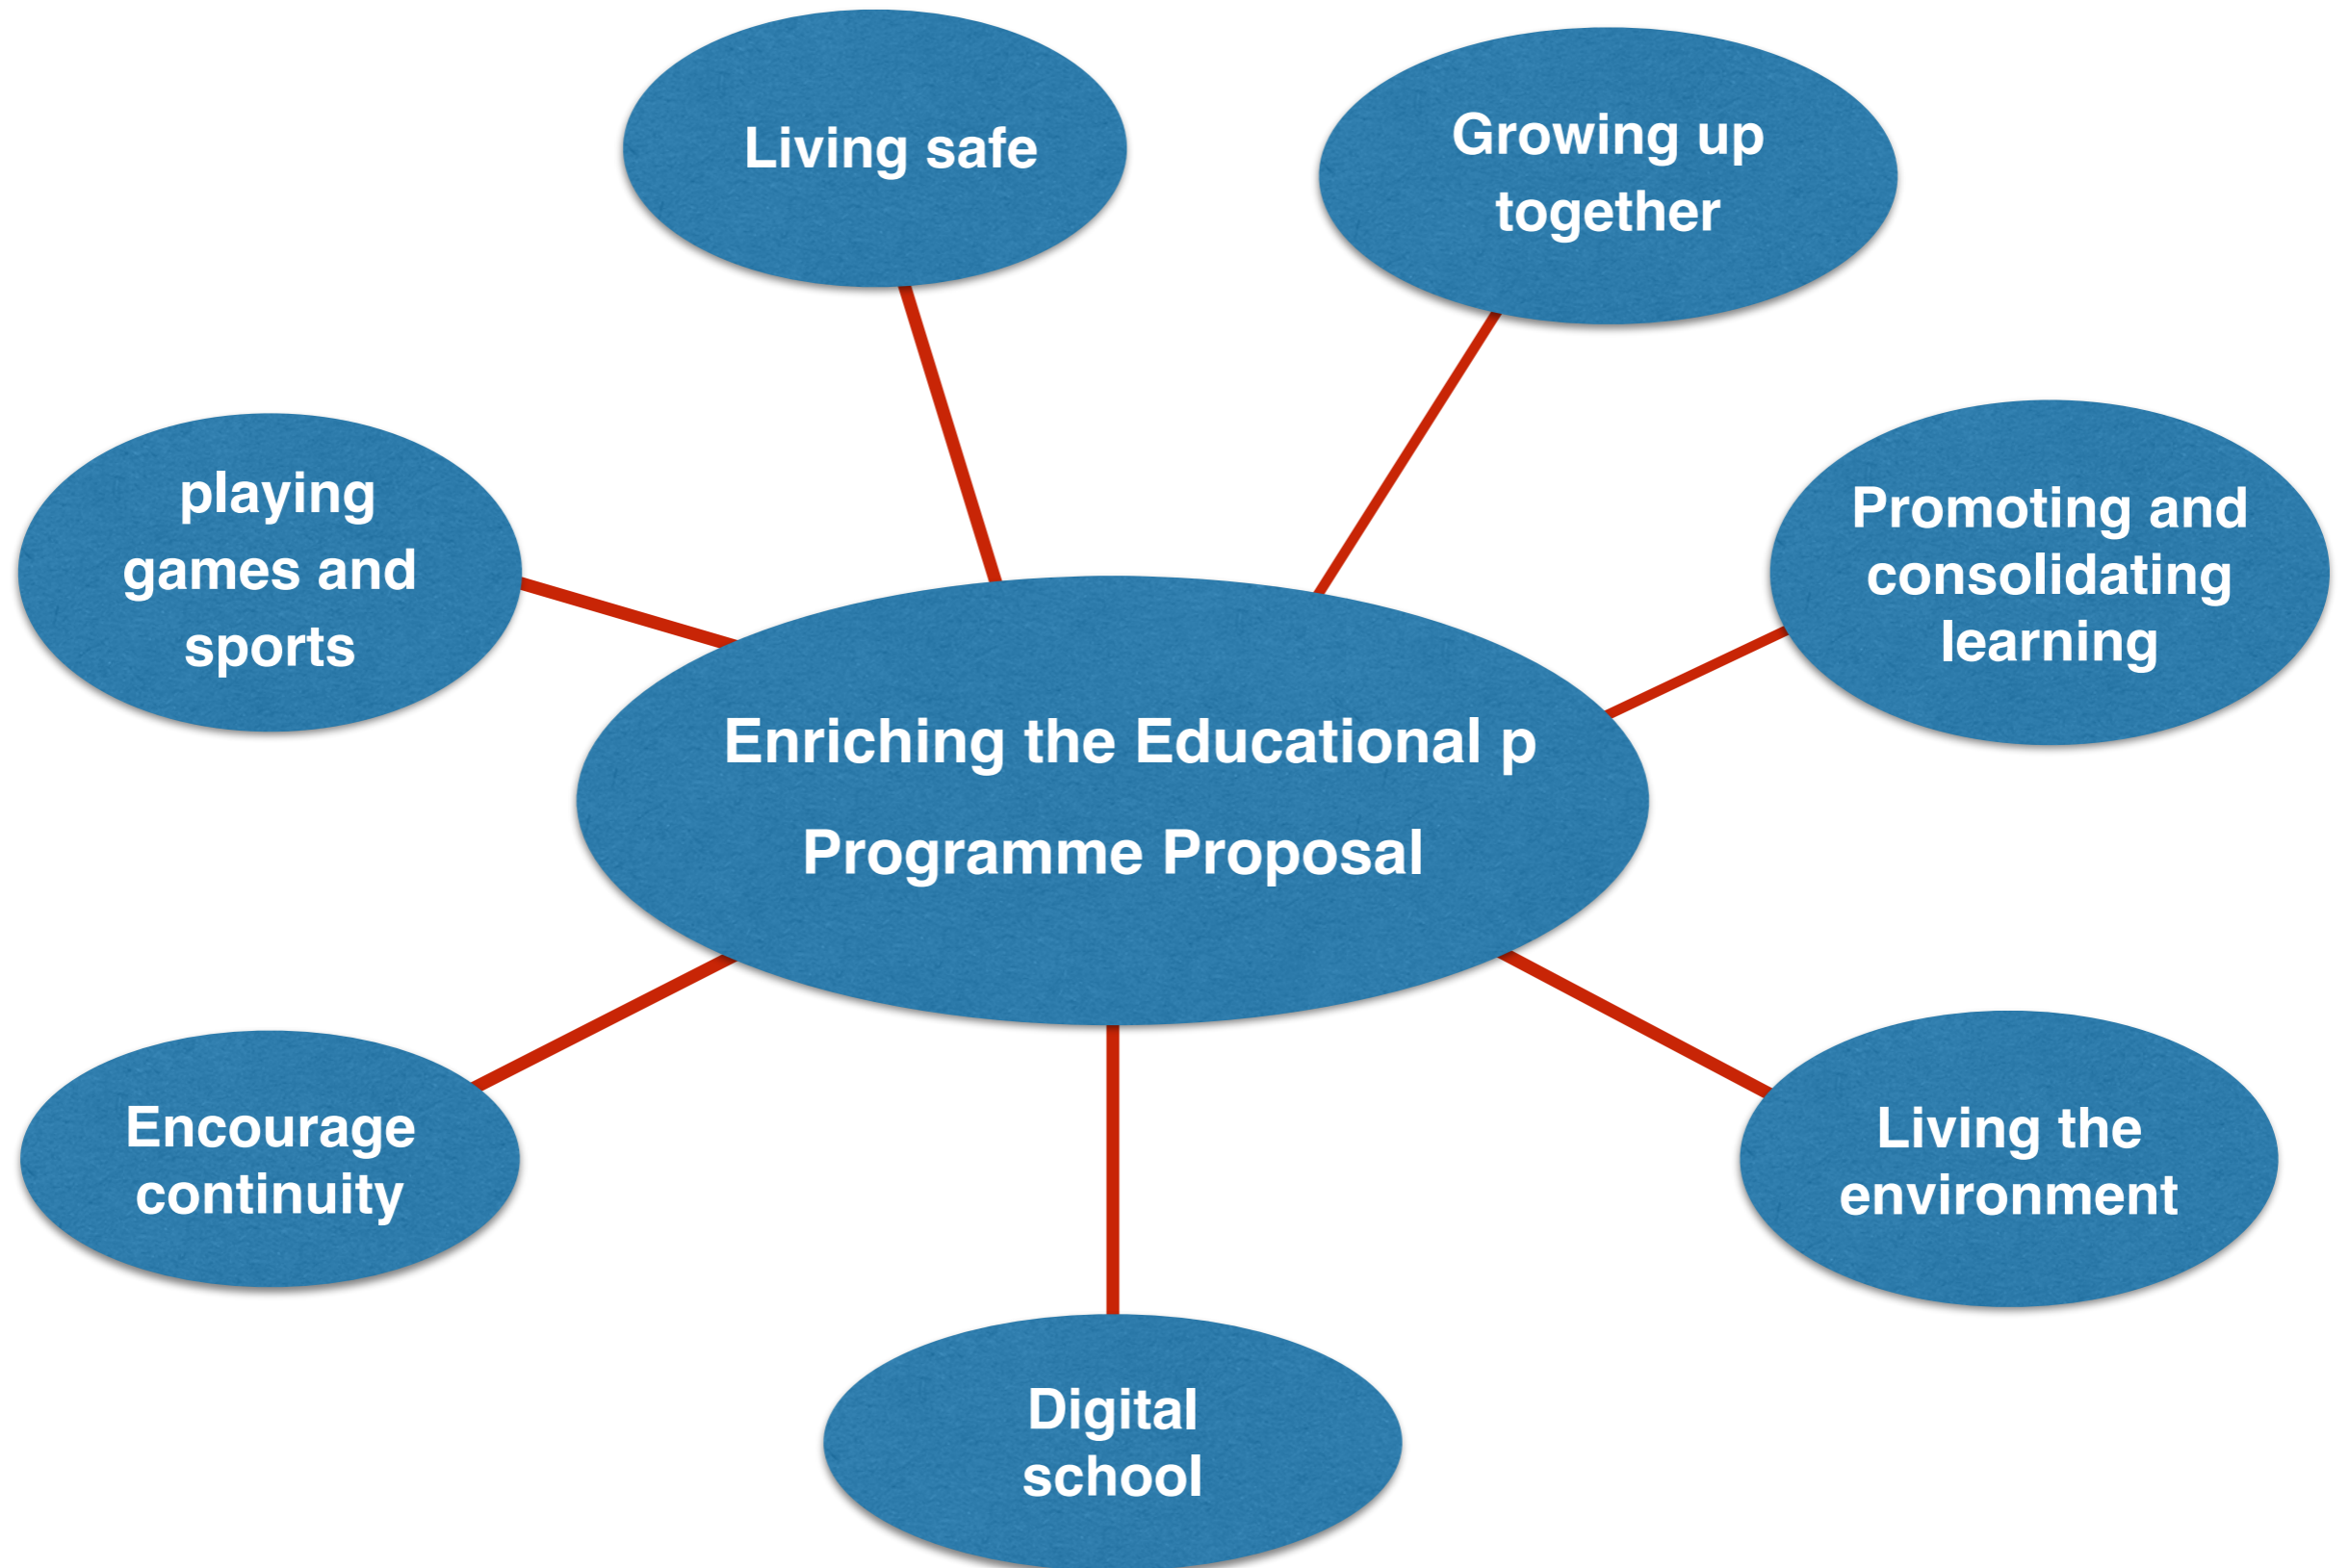 Living safe
Growing up
together
playing
games and
sports
Promoting and
consolidating
learning
Enriching the Educational p
Programme Proposal
Encourage
continuity
Living the
environment
Digital
school